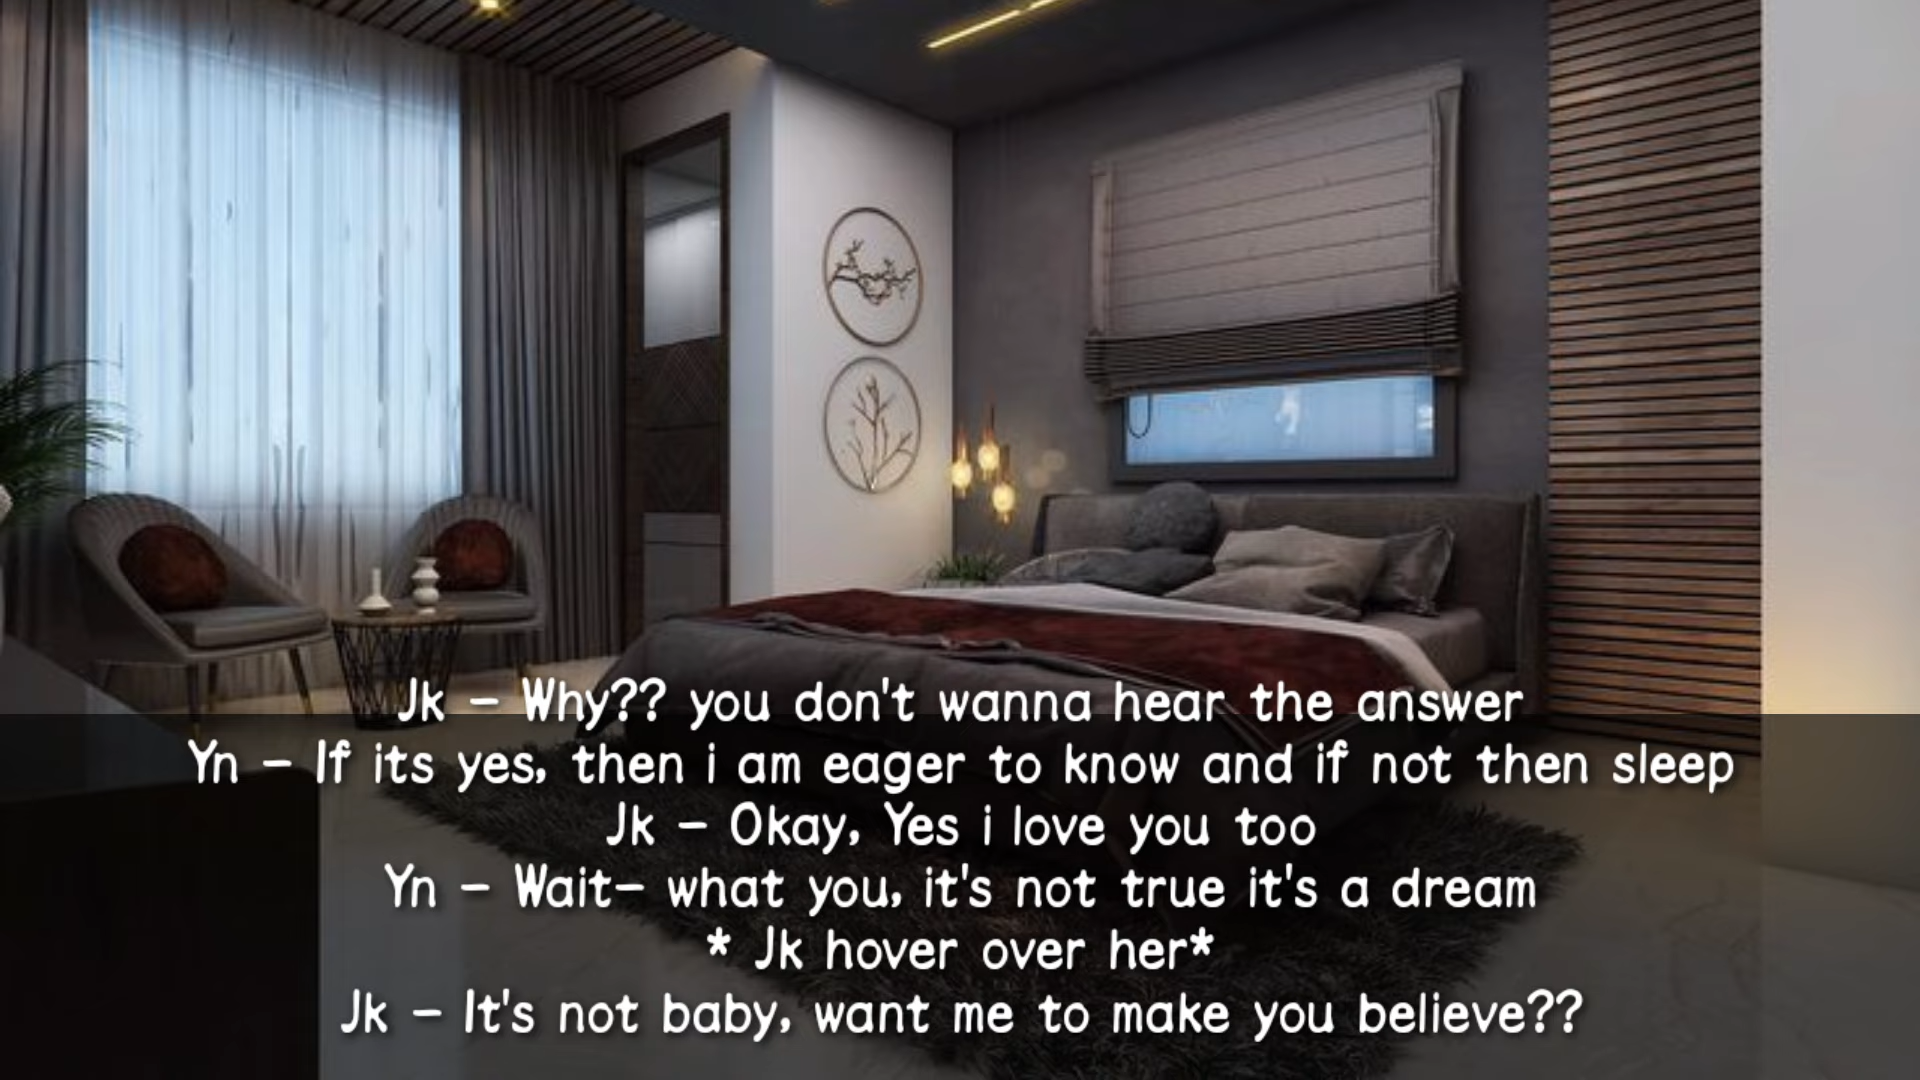 Jk - Why?? you don't wanna hear the answer
Yn - If its yes, then i am eager to know and if not then sleep
Jk - Okay, Yes i love you too
Yn - Wait- what you, it's not true it's a dream
* Jk hover over her*
Jk - It's not baby, want me to make you believe??